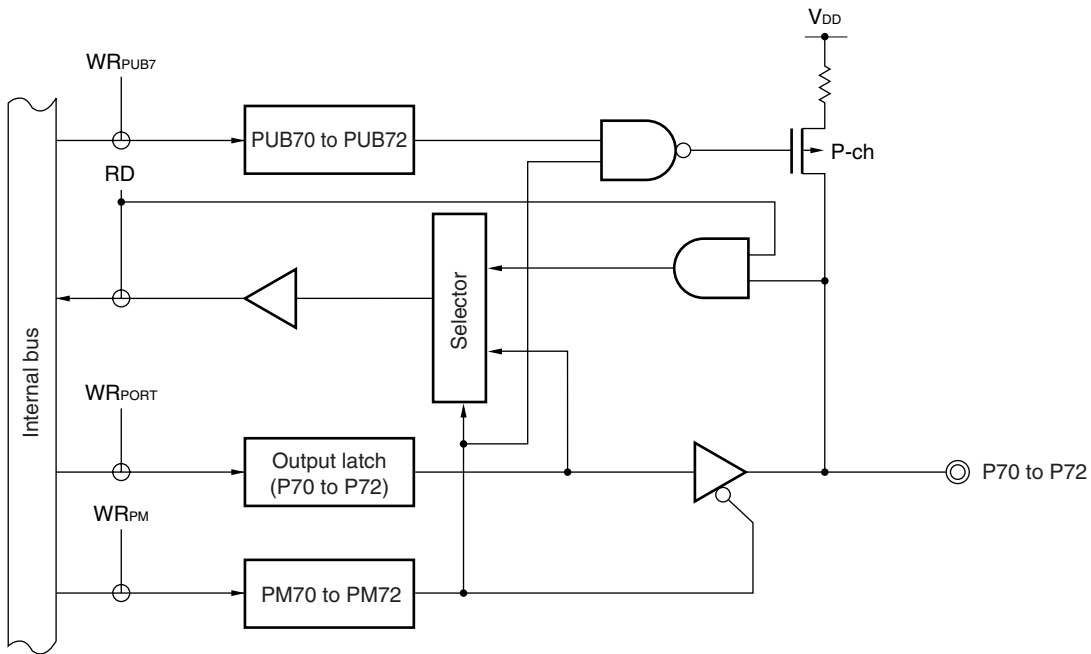 VDD
WRPUB7
PUB70 to PUB72
P-ch
RD
Selector
Internal bus
WRPORT
Output latch
(P70 to P72)
P70 to P72
WRPM
PM70 to PM72